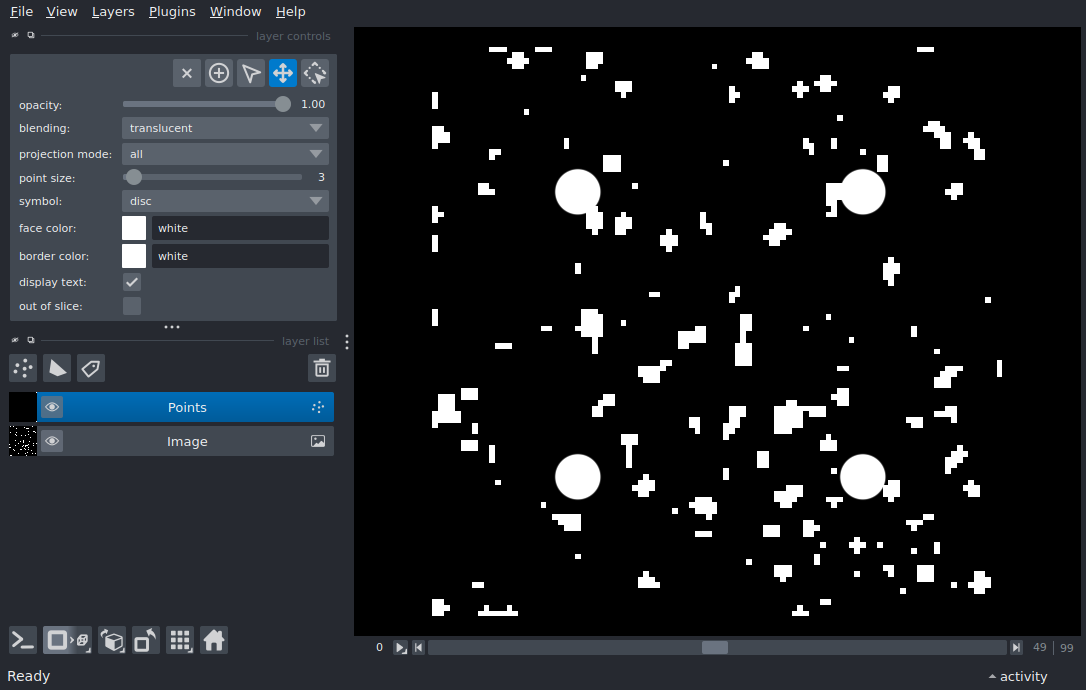 File View Layers Plugins Window Help
layer controls
opacity: 1.00
blending: translucent
projection mode: all
point size: 3
symbol: disc
face color: white
border color: white
display text:
out of slice:
layer list
Points
Image
0 49 99
Ready activity